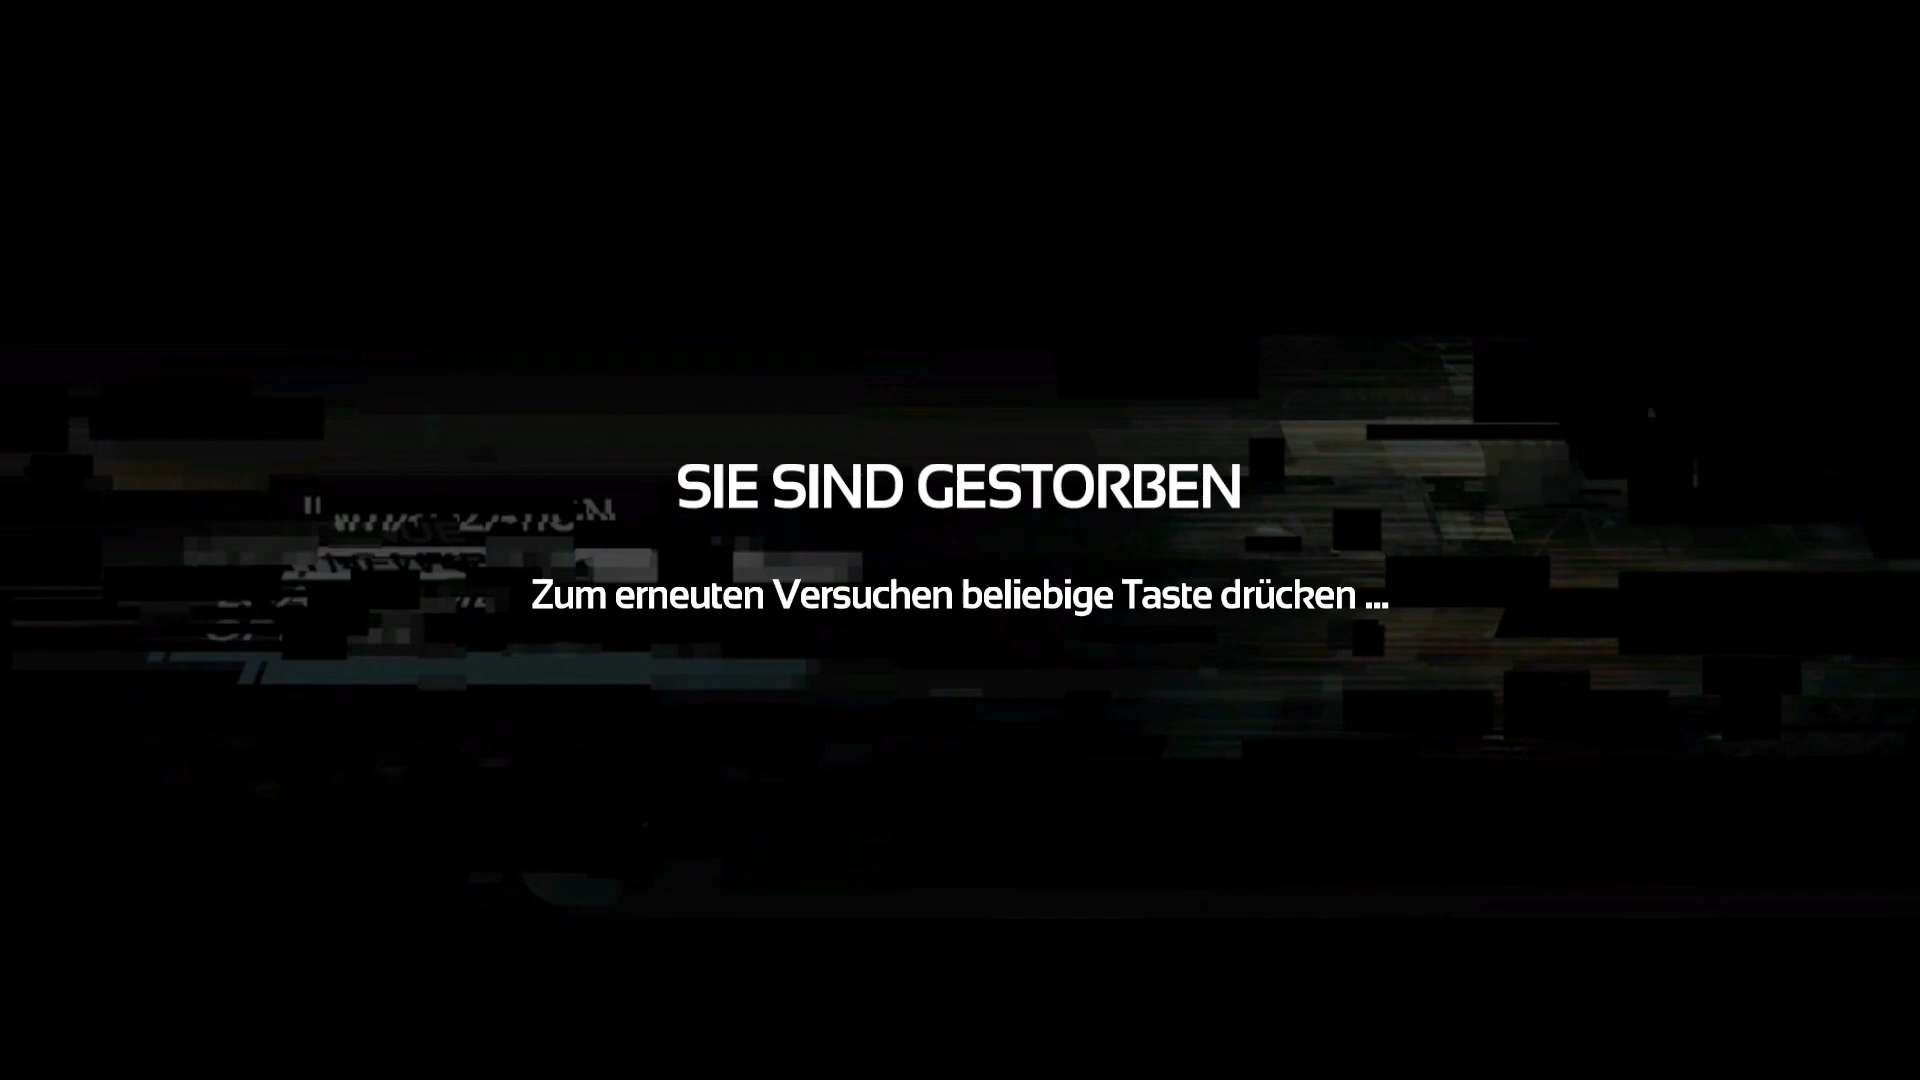 SIE SIND GESTORBEN
Zum erneuten Versuchen beliebige Taste drücken ...